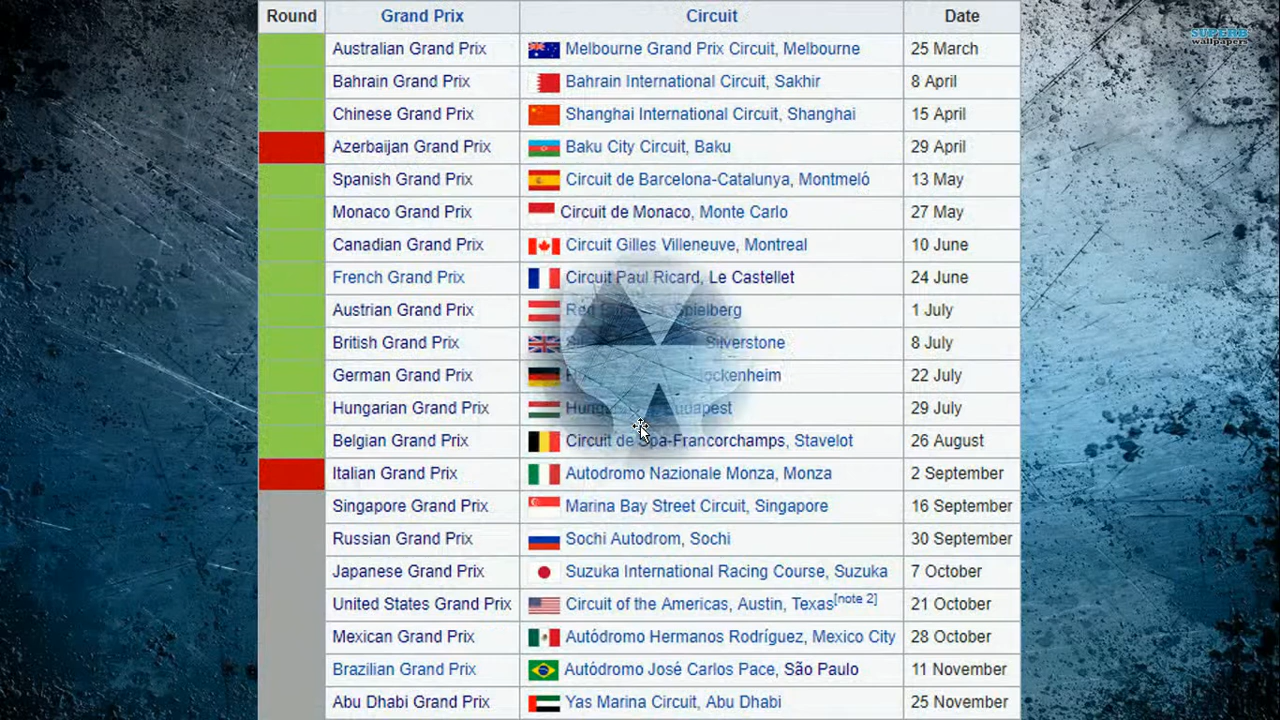 Round Grand Prix Circuit Date
SUPERB
wallpapers
Australian Grand Prix Melbourne Grand Prix Circuit, Melbourne 25 March
Bahrain Grand Prix Bahrain International Circuit, Sakhir 8 April
Chinese Grand Prix Shanghai International Circuit, Shanghai 15 April
Azerbaijan Grand Prix Baku City Circuit, Baku 29 April
Spanish Grand Prix Circuit de Barcelona-Catalunya, Montmeló 13 May
Monaco Grand Prix Circuit de Monaco, Monte Carlo 27 May
Canadian Grand Prix Circuit Gilles Villeneuve, Montreal 10 June
French Grand Prix Circuit Paul Ricard, Le Castellet 24 June
Austrian Grand Prix Spielberg 1 July
British Grand Prix Silverstone 8 July
German Grand Prix Hockenheim 22 July
Hungarian Grand Prix Budapest 29 July
Belgian Grand Prix Circuit de Spa-Francorchamps, Stavelot 26 August
Italian Grand Prix Autodromo Nazionale Monza, Monza 2 September
Singapore Grand Prix Marina Bay Street Circuit, Singapore 16 September
Russian Grand Prix Sochi Autodrom, Sochi 30 September
Japanese Grand Prix Suzuka International Racing Course, Suzuka 7 October
United States Grand Prix Circuit of the Americas, Austin, Texas[note 2] 21 October
Mexican Grand Prix Autódromo Hermanos Rodríguez, Mexico City 28 October
Brazilian Grand Prix Autódromo José Carlos Pace, São Paulo 11 November
Abu Dhabi Grand Prix Yas Marina Circuit, Abu Dhabi 25 November